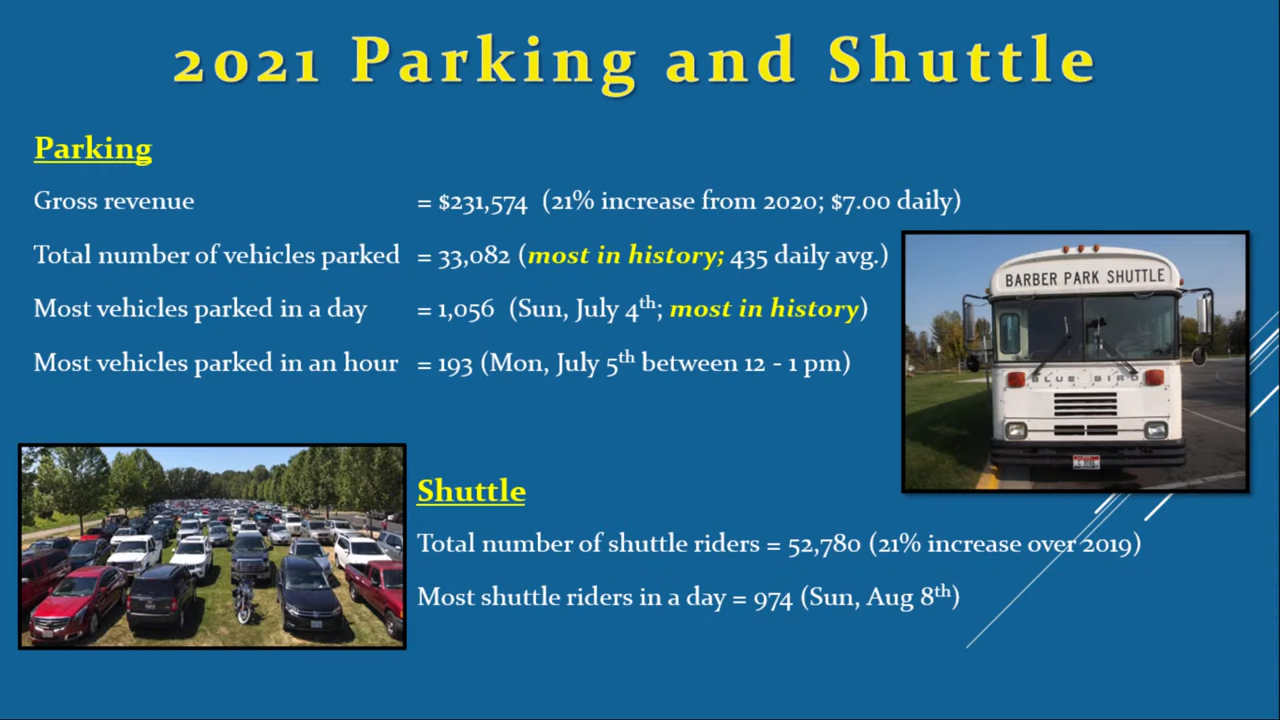 2021 Parking and Shuttle
Parking
Gross revenue = $231,574 (21% increase from 2020; $7.00 daily)
Total number of vehicles parked = 33,082 (most in history; 435 daily avg.)
Most vehicles parked in a day = 1,056 (Sun, July 4th; most in history)
Most vehicles parked in an hour = 193 (Mon, July 5th between 12 - 1 pm)
BARBER PARK SHUTTLE
BLUE BIRD
Shuttle
Total number of shuttle riders = 52,780 (21% increase over 2019)
Most shuttle riders in a day = 974 (Sun, Aug 8th)